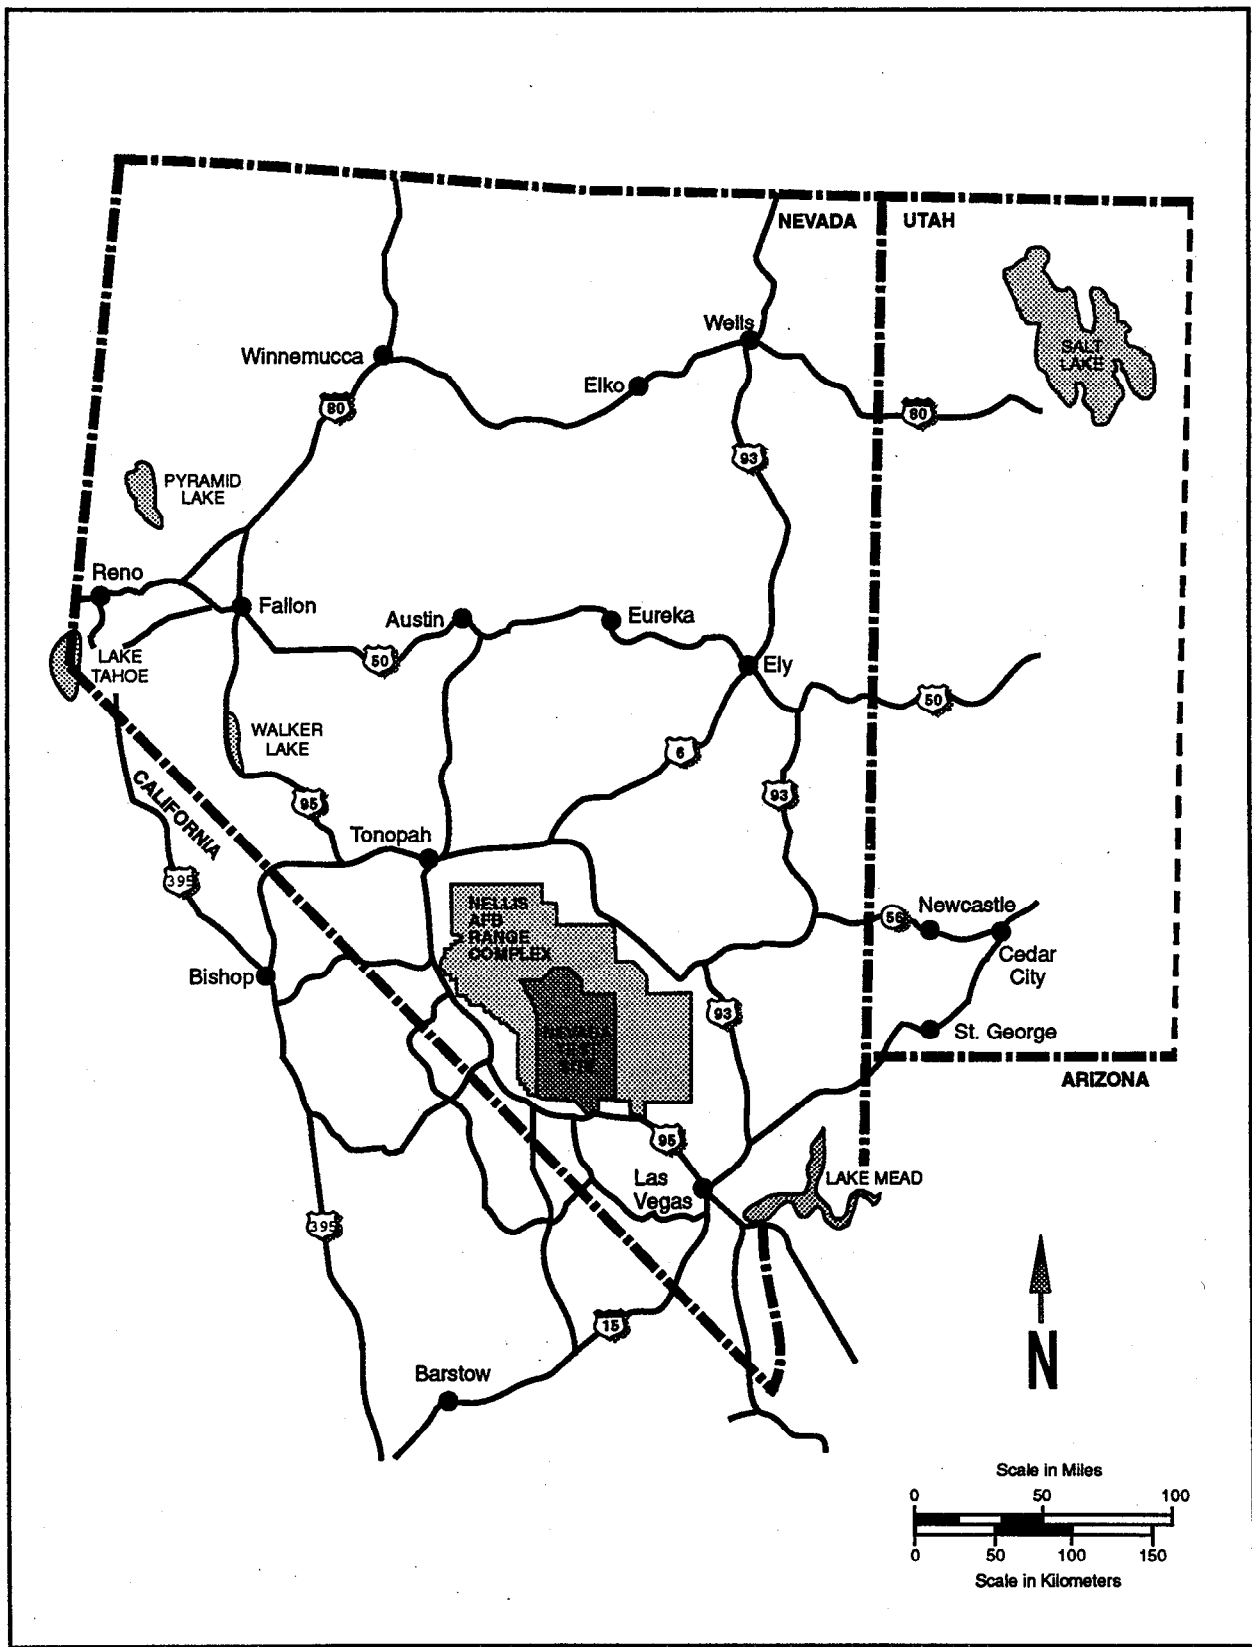 NEVADA
UTAH
SALT
LAKE
Wells
Winnemucca
Elko
80
80
93
PYRAMID
LAKE
Reno
Fallon
Austin
Eureka
50
LAKE
TAHOE
Ely
50
WALKER
LAKE
6
93
CALIFORNIA
95
Tonopah
395
NELLIS
AFB
RANGE
COMPLEX
56
Newcastle
Cedar
City
Bishop
93
NEVADA
TEST
SITE
St. George
ARIZONA
95
Las
Vegas
LAKE MEAD
395
15
N
Barstow
Scale in Miles
0 50 100
0 50 100 150
Scale in Kilometers